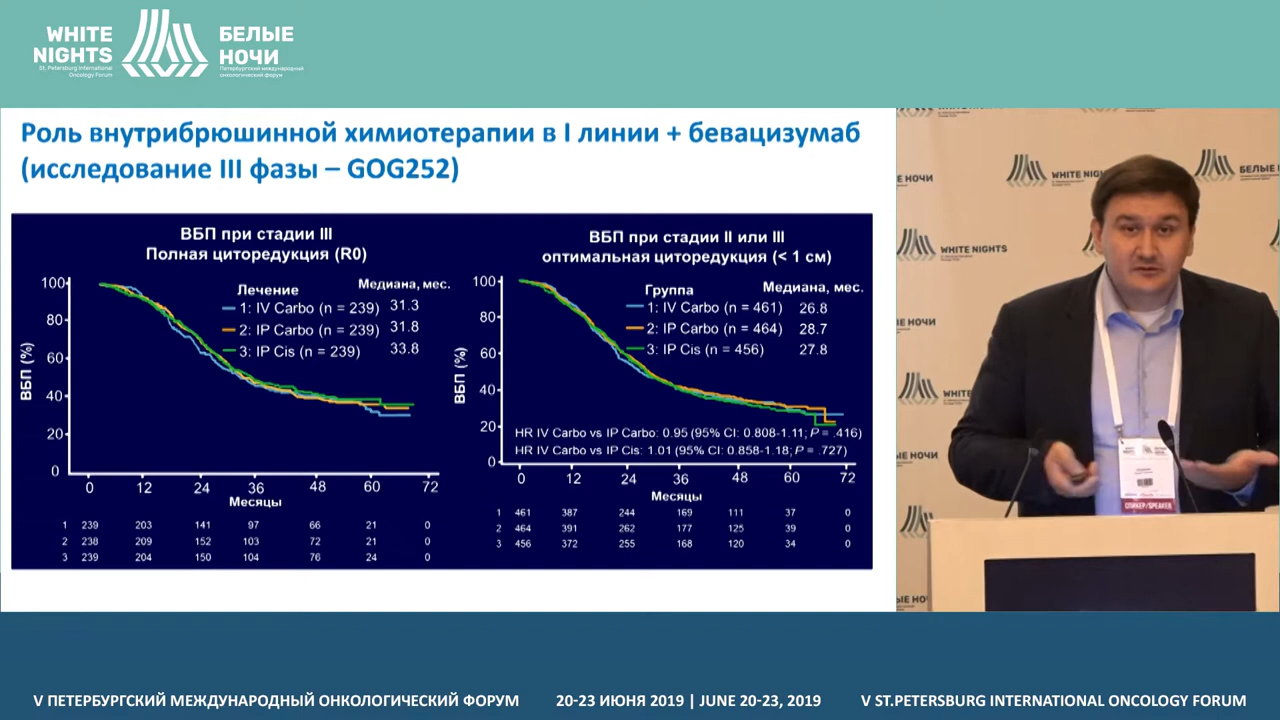 WHITE
NIGHTS
St. Petersburg International
Oncology Forum
БЕЛЫЕ
НОЧИ
Петербургский международный
онкологический форум
Роль внутрибрюшинной химиотерапии в I линии + бевацизумаб
(исследование III фазы – GOG252)
ВБП при стадии III
Полная циторедукция (R0)
Лечение Медиана, мес.
1: IV Carbo (n = 239) 31.3
2: IP Carbo (n = 239) 31.8
3: IP Cis (n = 239) 33.8
ВБП (%)
100
80
60
40
20
0
0 12 24 36 48 60 72
Месяцы
1 239 203 141 97 66 21 0
2 238 209 152 103 72 21 0
3 239 204 150 104 76 24 0
ВБП при стадии II или III
оптимальная циторедукция (< 1 см)
Группа Медиана, мес.
1: IV Carbo (n = 461) 26.8
2: IP Carbo (n = 464) 28.7
3: IP Cis (n = 456) 27.8
ВБП (%)
100
80
60
40
20
0
HR IV Carbo vs IP Carbo: 0.95 (95% CI: 0.808-1.11; P = .416)
HR IV Carbo vs IP Cis: 1.01 (95% CI: 0.858-1.18; P = .727)
0 12 24 36 48 60 72
Месяцы
1 461 387 244 169 111 37 0
2 464 391 262 177 125 39 0
3 456 372 255 168 120 34 0
НОЧИ
WHITE NIGHTS
БЕЛЫЕ НОЧИ
WHITE NIGHTS
WHITE
NIGHTS
СПИКЕР/SPEAKER
V ПЕТЕРБУРГСКИЙ МЕЖДУНАРОДНЫЙ ОНКОЛОГИЧЕСКИЙ ФОРУМ
20-23 ИЮНЯ 2019 | JUNE 20-23, 2019
V ST.PETERSBURG INTERNATIONAL ONCOLOGY FORUM